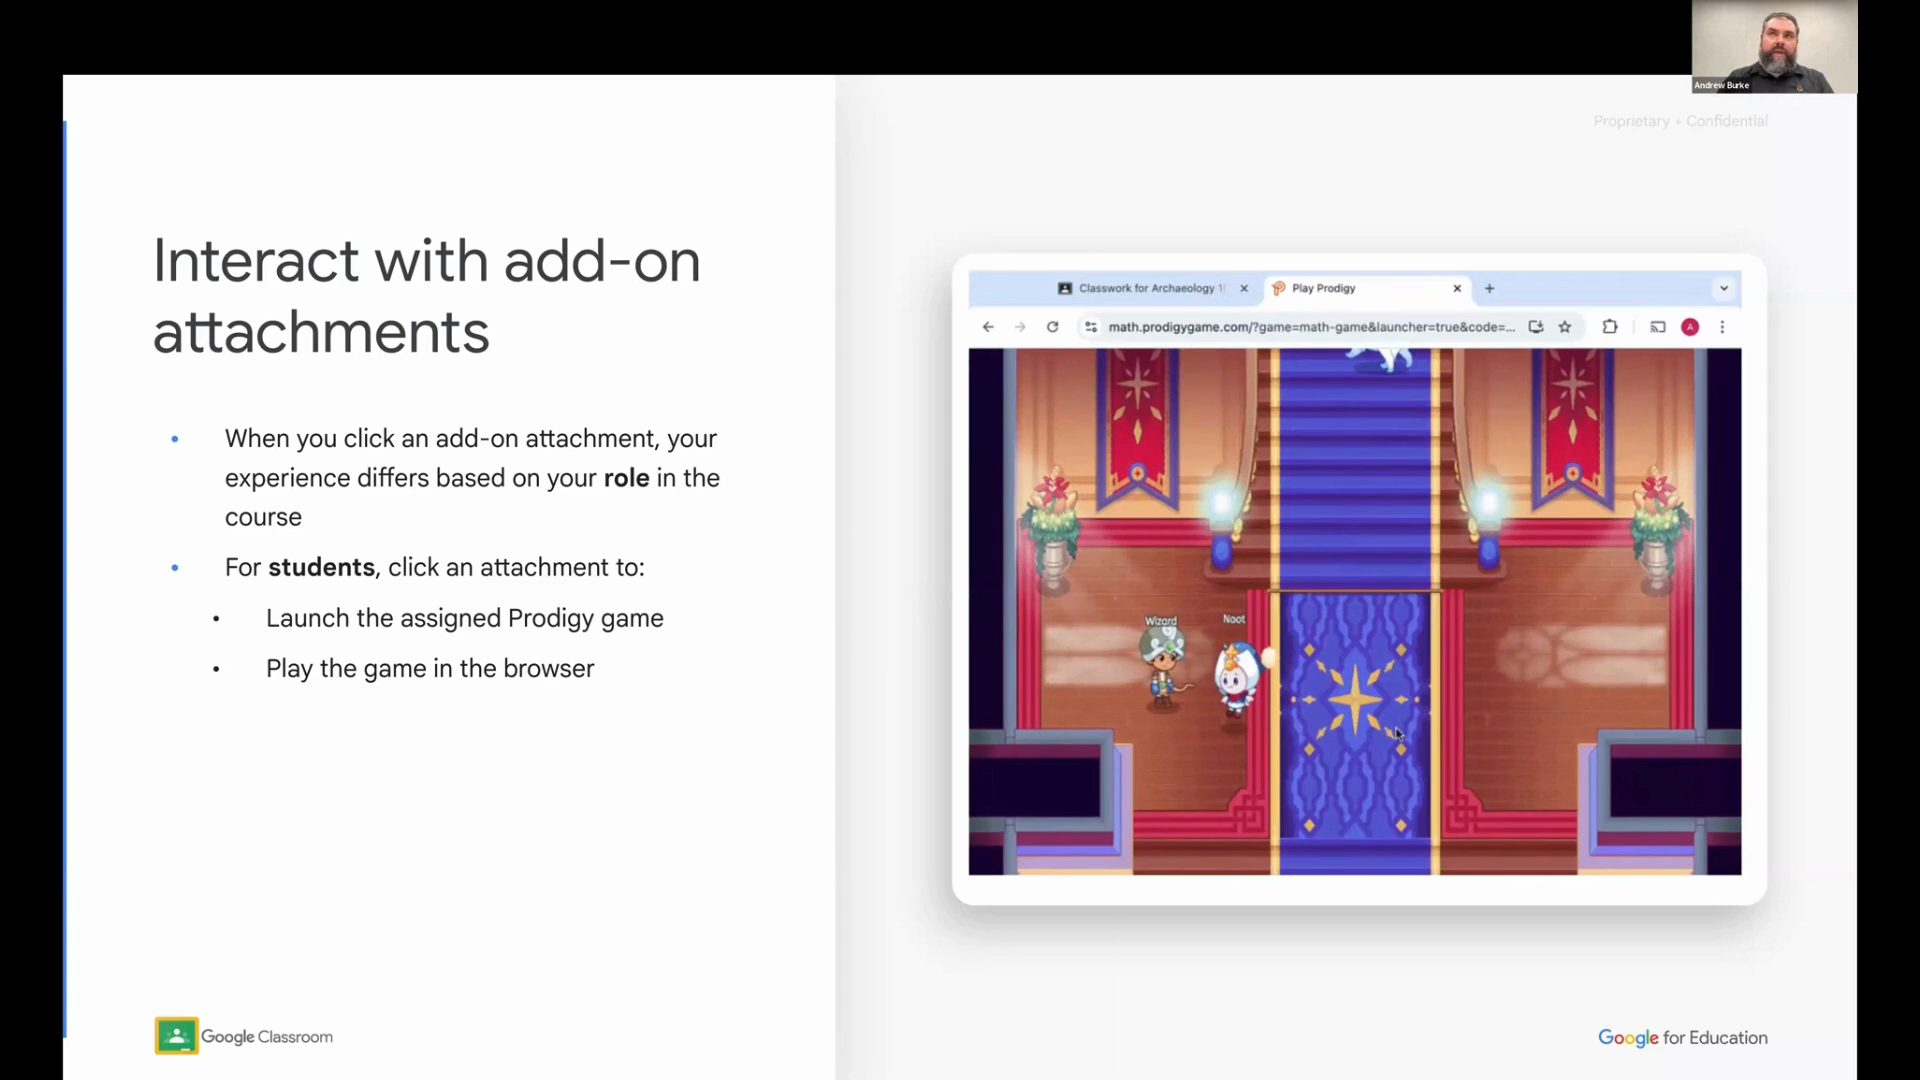 Andrew Burke
Proprietary + Confidential
Interact with add-on
attachments
• When you click an add-on attachment, your
experience differs based on your role in the
course
• For students, click an attachment to:
• Launch the assigned Prodigy game
• Play the game in the browser
Classwork for Archaeology 1
Play Prodigy
math.prodigygame.com/?game=math-game&launcher=true&code=...
A
Wizard
Noot
Google Classroom
Google for Education